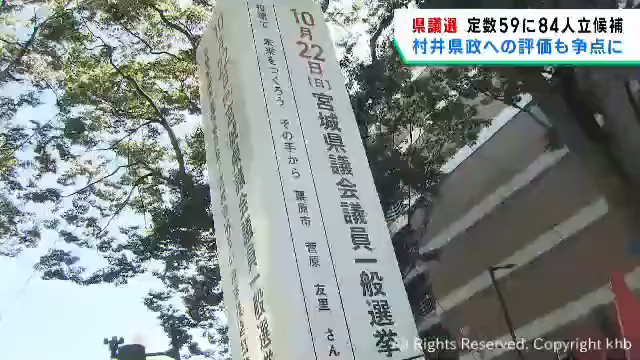 県議選 定数59に84人立候補
村井県政への評価も争点に
10月22日(日)宮城県議会議員一般選挙
投票で 未来をつくろう その手から 栗原市 菅原 友里 さん
All Rights Reserved. Copyright khb